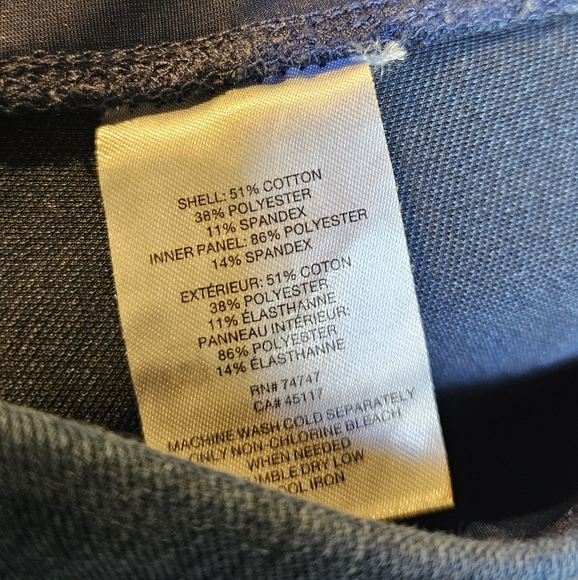 SHELL: 51% COTTON
38% POLYESTER
11% SPANDEX
INNER PANEL: 86% POLYESTER
14% SPANDEX
EXTÉRIEUR: 51% COTON
38% POLYESTER
11% ÉLASTHANNE
PANNEAU INTÉRIEUR:
86% POLYESTER
14% ÉLASTHANNE
RN# 74747
CA# 45117
MACHINE WASH COLD SEPARATELY
ONLY NON-CHLORINE BLEACH
WHEN NEEDED
DRY LOW
IRON